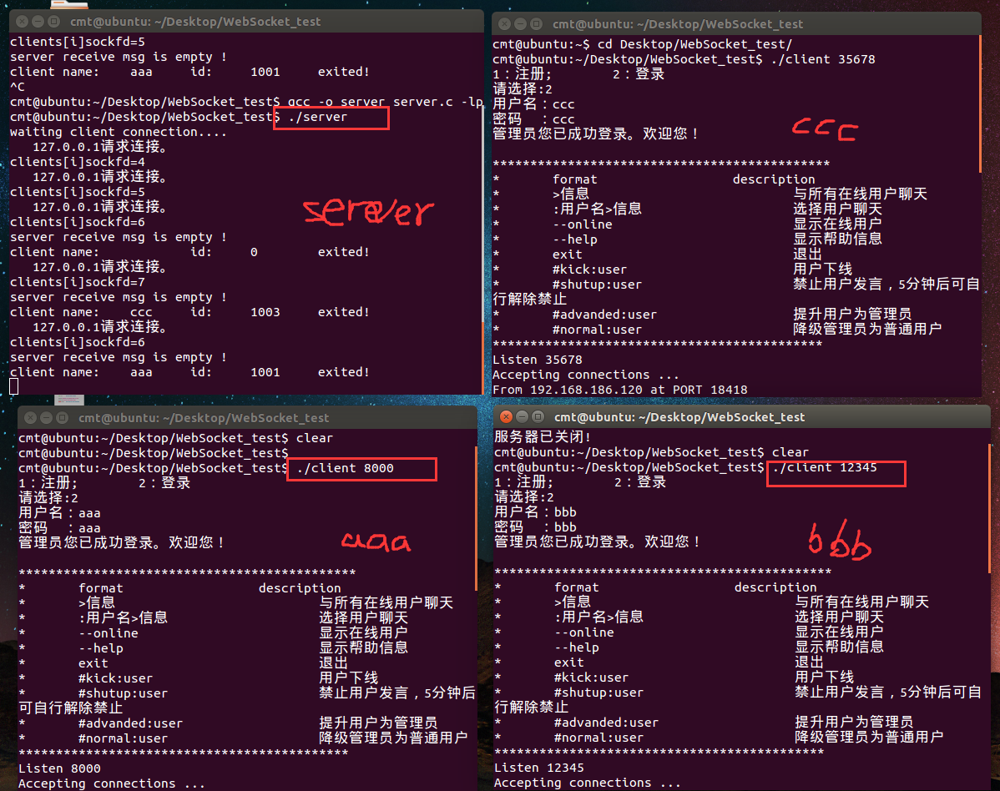 cmt@ubuntu: ~/Desktop/WebSocket_test
clients[i]sockfd=5
server receive msg is empty !
client name: aaa id: 1001 exited!
^C
cmt@ubuntu:~/Desktop/WebSocket_test$ gcc -o server server.c -lp
cmt@ubuntu:~/Desktop/WebSocket_test$ ./server
waiting client connection....
127.0.0.1请求连接。
clients[i]sockfd=4
127.0.0.1请求连接。
clients[i]sockfd=5
127.0.0.1请求连接。
clients[i]sockfd=6
server receive msg is empty !
client name: id: 0 exited!
127.0.0.1请求连接。
clients[i]sockfd=7
server receive msg is empty !
client name: ccc id: 1003 exited!
127.0.0.1请求连接。
clients[i]sockfd=6
server receive msg is empty !
client name: aaa id: 1001 exited!
server
cmt@ubuntu: ~/Desktop/WebSocket_test
cmt@ubuntu:~$ cd Desktop/WebSocket_test/
cmt@ubuntu:~/Desktop/WebSocket_test$ ./client 35678
1：注册; 2：登录
请选择:2
用户名：ccc
密码 ：ccc
管理员您已成功登录。欢迎您！
ccc
*********************************************
* format description
* >信息 与所有在线用户聊天
* :用户名>信息 选择用户聊天
* --online 显示在线用户
* --help 显示帮助信息
* exit 退出
* #kick:user 用户下线
* #shutup:user 禁止用户发言，5分钟后可自
行解除禁止
* #advanded:user 提升用户为管理员
* #normal:user 降级管理员为普通用户
********************************************
Listen 35678
Accepting connections ...
From 192.168.186.120 at PORT 18418
cmt@ubuntu: ~/Desktop/WebSocket_test
cmt@ubuntu:~/Desktop/WebSocket_test$ clear
cmt@ubuntu:~/Desktop/WebSocket_test$
cmt@ubuntu:~/Desktop/WebSocket_test$ ./client 8000
1：注册; 2：登录
请选择:2
用户名：aaa
密码 ：aaa
管理员您已成功登录。欢迎您！
aaa
*********************************************
* format description
* >信息 与所有在线用户聊天
* :用户名>信息 选择用户聊天
* --online 显示在线用户
* --help 显示帮助信息
* exit 退出
* #kick:user 用户下线
* #shutup:user 禁止用户发言，5分钟后
可自行解除禁止
* #advanded:user 提升用户为管理员
* #normal:user 降级管理员为普通用户
********************************************
Listen 8000
Accepting connections ...
cmt@ubuntu: ~/Desktop/WebSocket_test
服务器已关闭!
cmt@ubuntu:~/Desktop/WebSocket_test$ clear
cmt@ubuntu:~/Desktop/WebSocket_test$ ./client 12345
1：注册; 2：登录
请选择:2
用户名：bbb
密码 ：bbb
管理员您已成功登录。欢迎您！
bbb
*********************************************
* format description
* >信息 与所有在线用户聊天
* :用户名>信息 选择用户聊天
* --online 显示在线用户
* --help 显示帮助信息
* exit 退出
* #kick:user 用户下线
* #shutup:user 禁止用户发言，5分钟后可自
行解除禁止
* #advanded:user 提升用户为管理员
* #normal:user 降级管理员为普通用户
********************************************
Listen 12345
Accepting connections ...